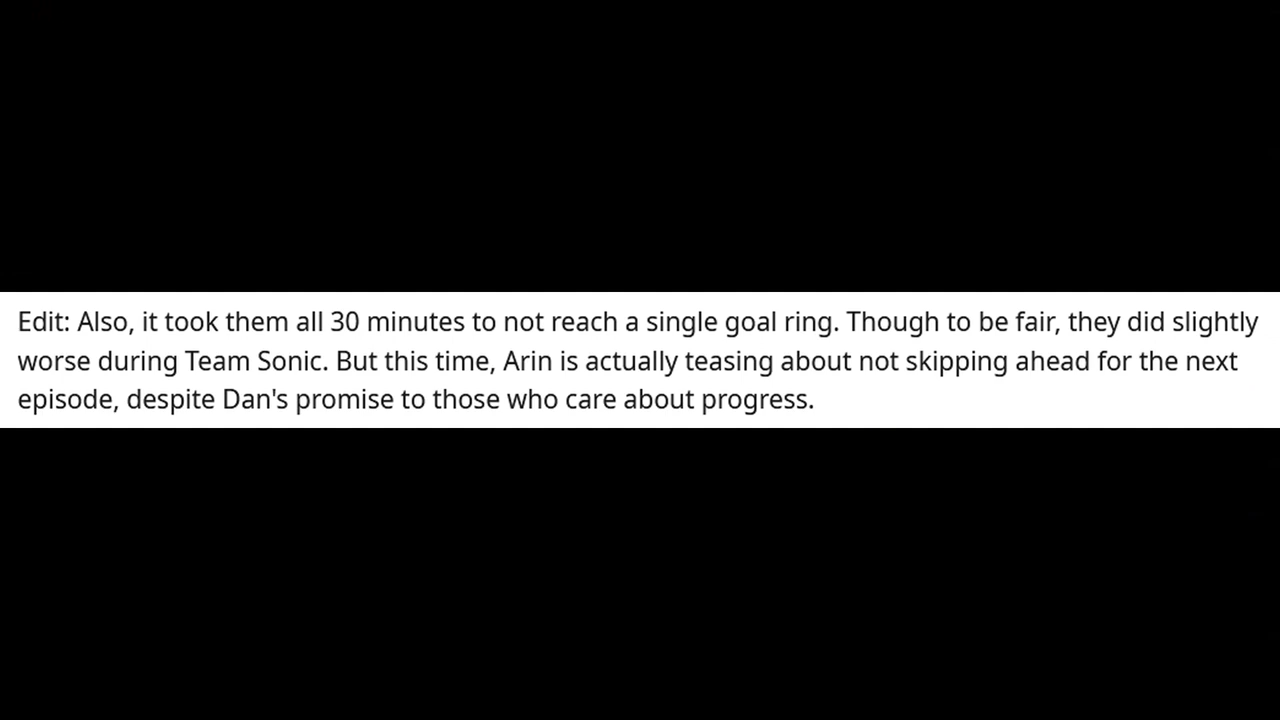 Edit: Also, it took them all 30 minutes to not reach a single goal ring. Though to be fair, they did slightly
worse during Team Sonic. But this time, Arin is actually teasing about not skipping ahead for the next
episode, despite Dan's promise to those who care about progress.